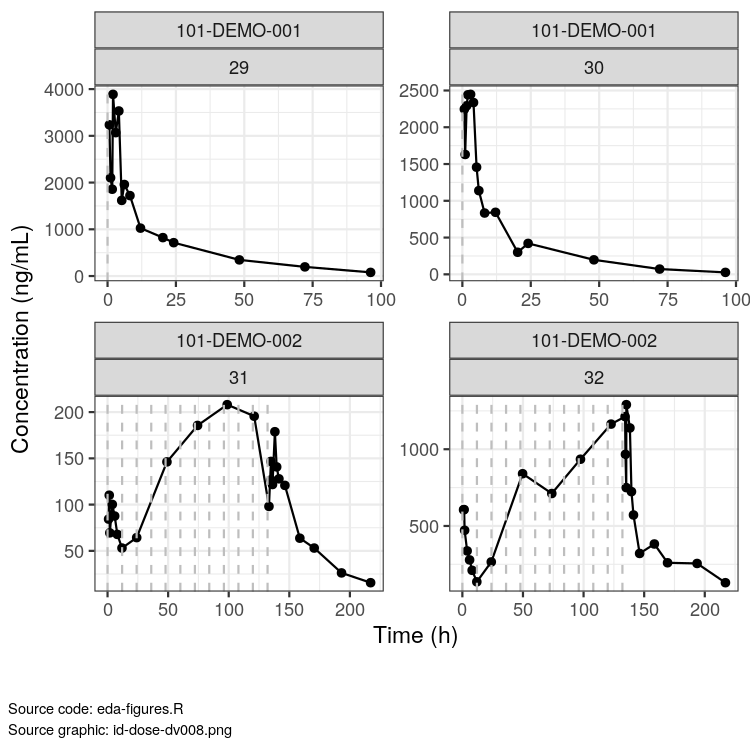 101-DEMO-001
29
4000
3000
2000
1000
0
0 25 50 75 100
101-DEMO-001
30
2500
2000
1500
1000
500
0
0 25 50 75 100
101-DEMO-002
31
200
150
100
50
0 50 100 150 200
101-DEMO-002
32
1000
500
0 50 100 150 200
Concentration (ng/mL)
Time (h)
Source code: eda-figures.R
Source graphic: id-dose-dv008.png